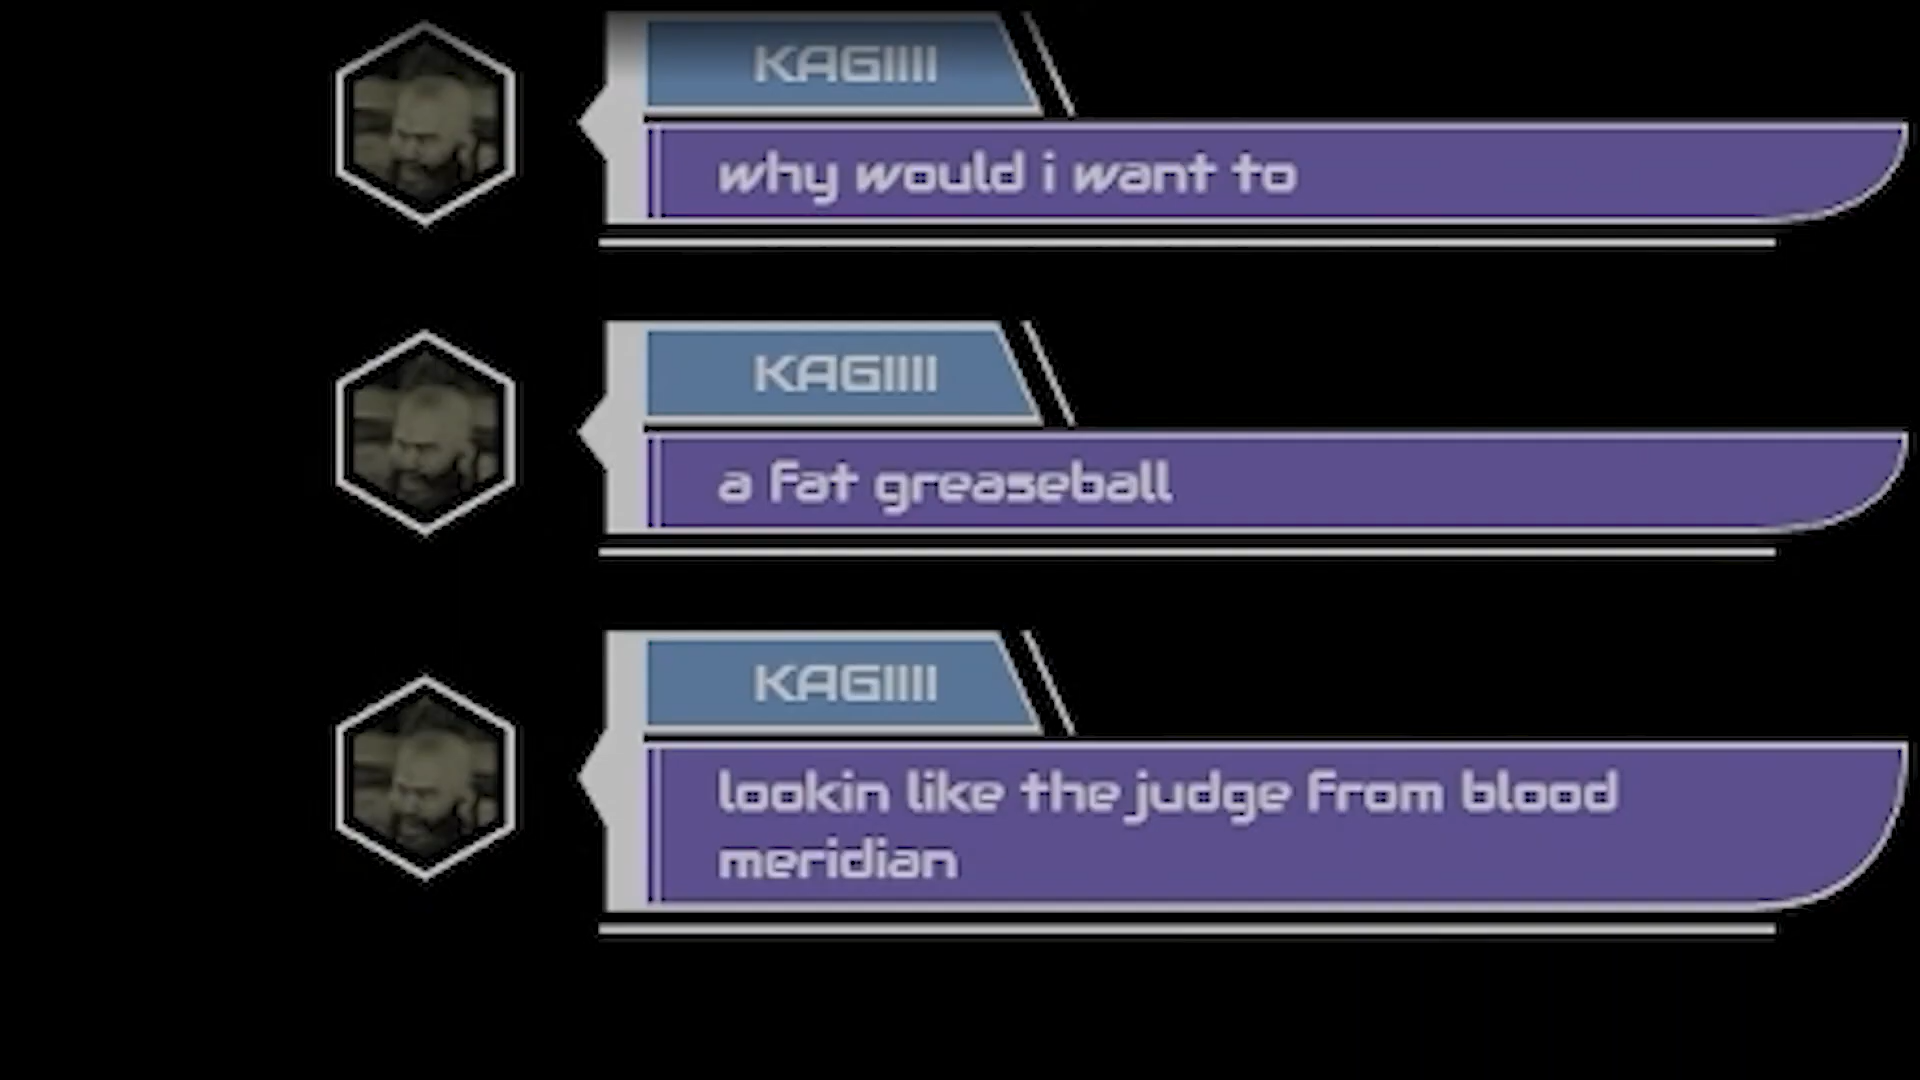 KAGIIII
why would i want to
KAGIIII
a fat greaseball
KAGIIII
lookin like the judge from blood
meridian